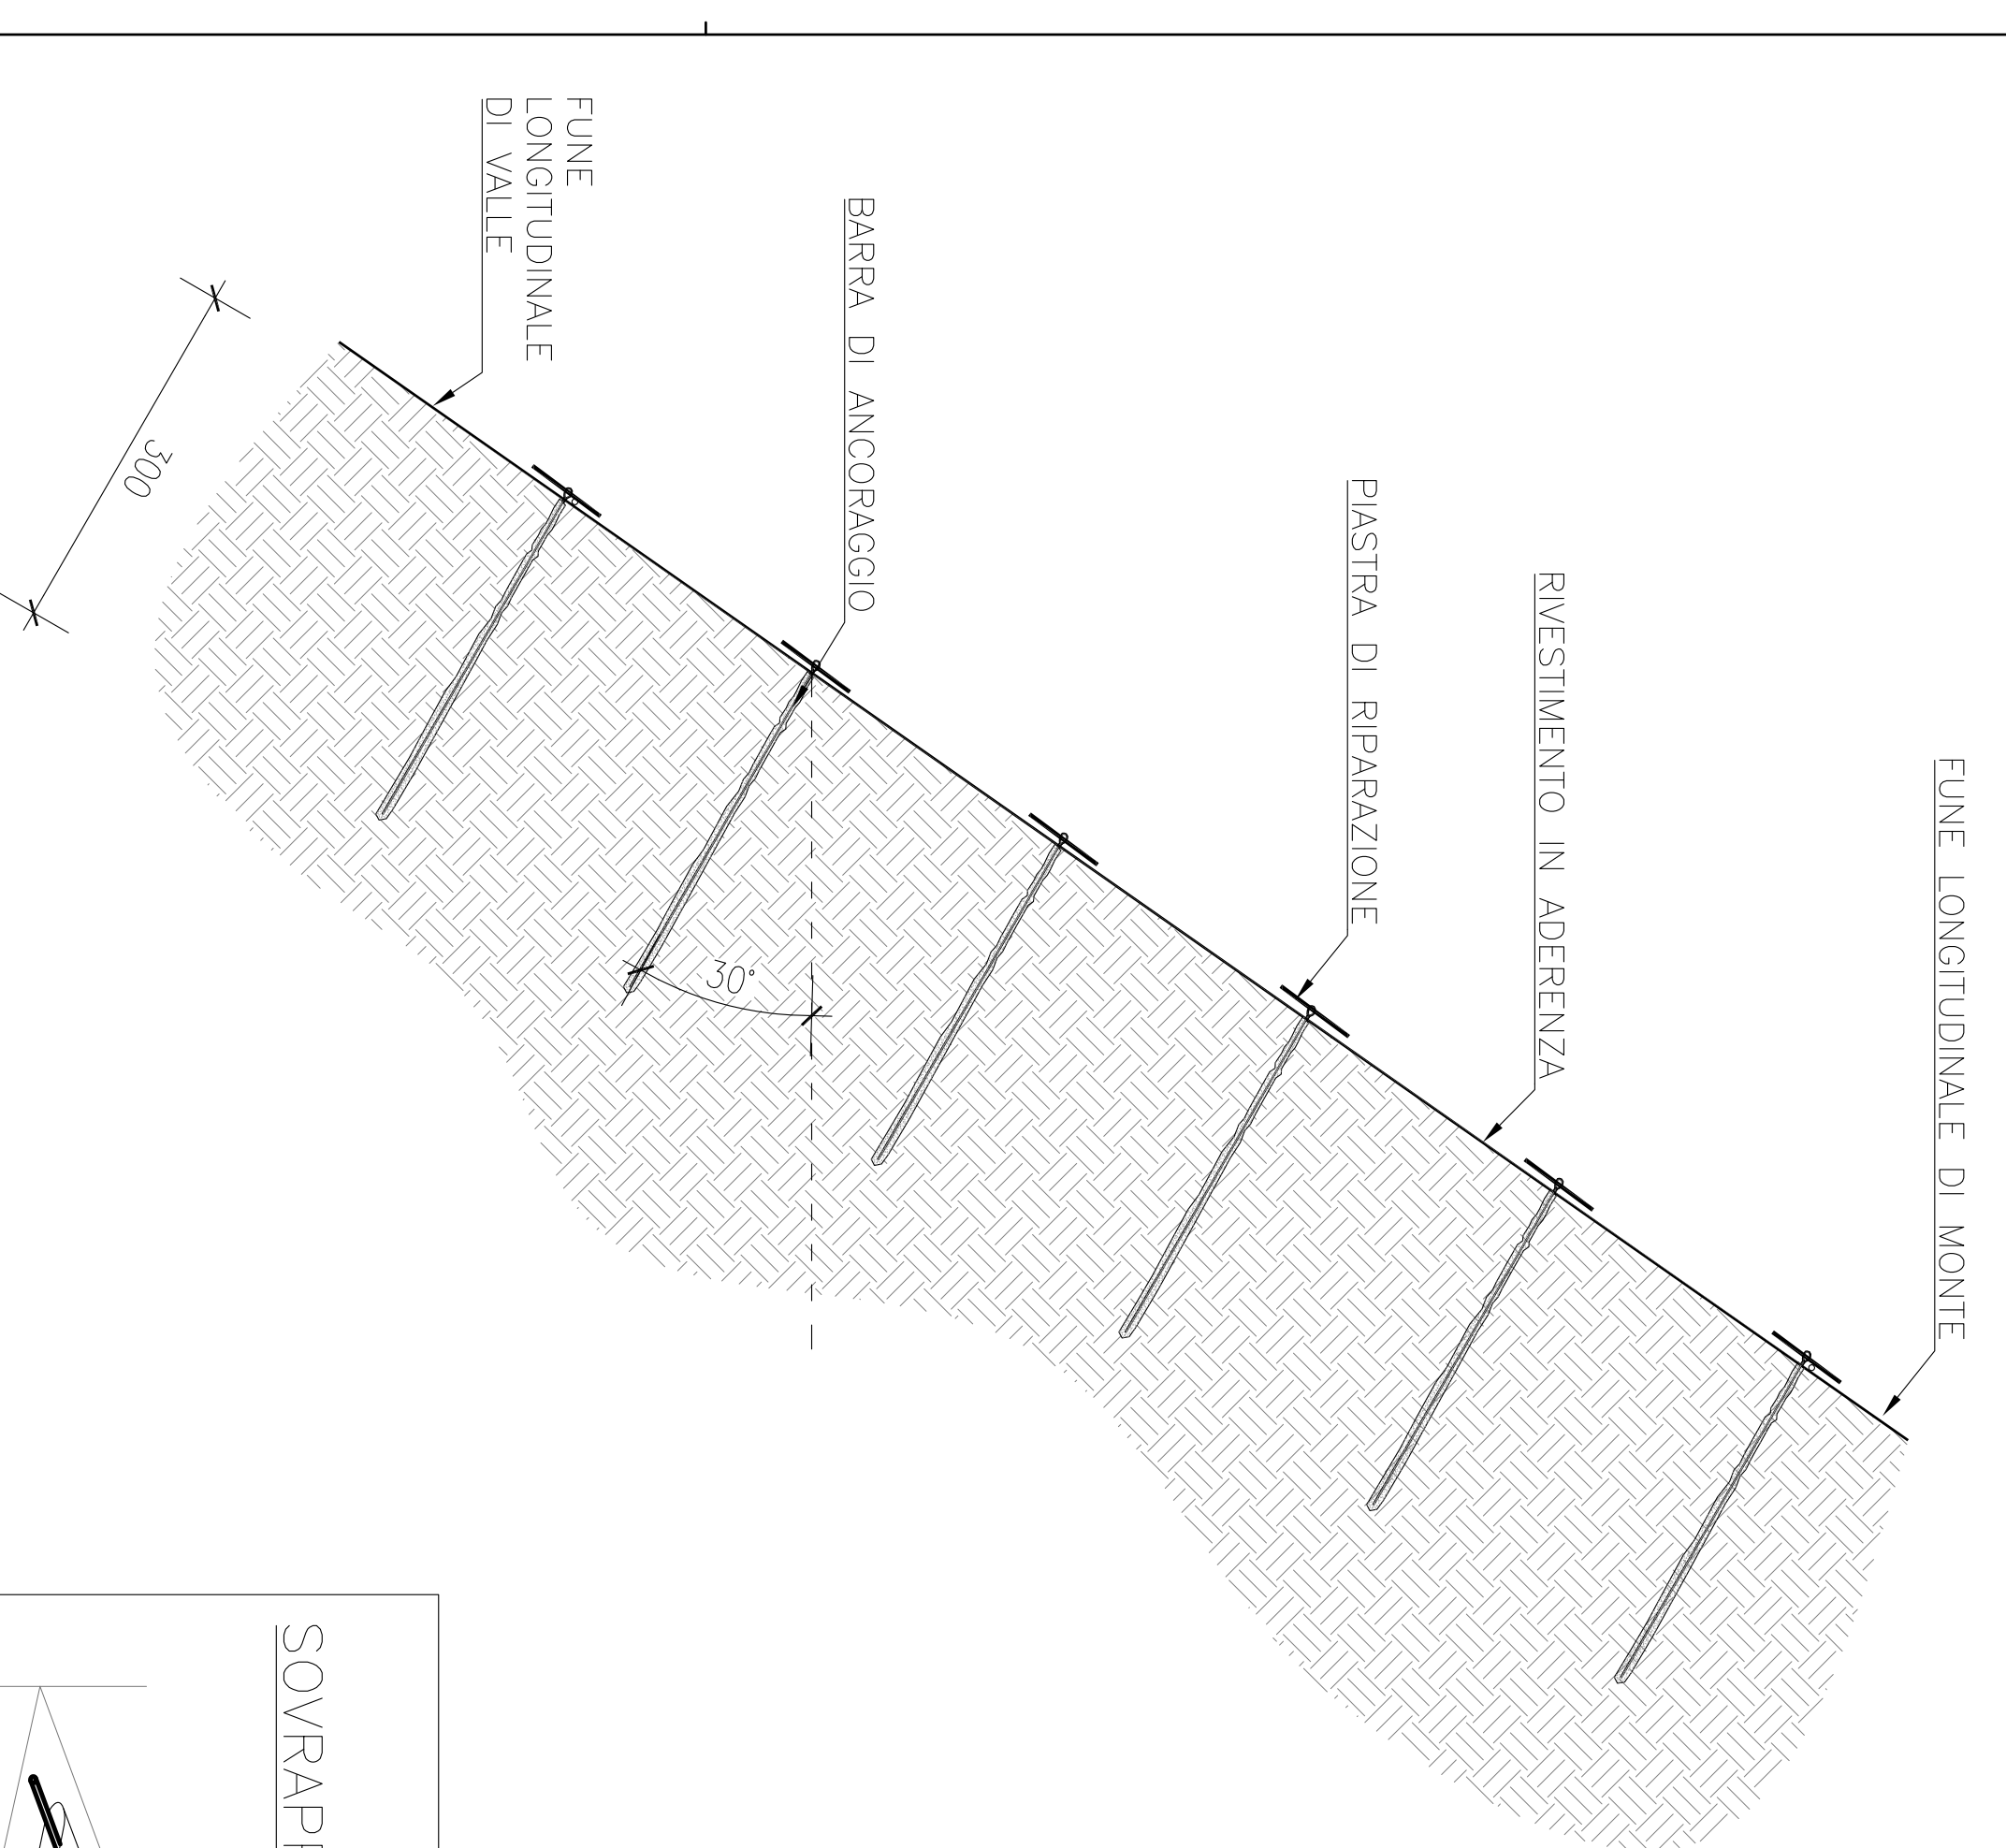 FUNE LONGITUDINALE DI MONTE
RIVESTIMENTO IN ADERENZA
PIASTRA DI RIPARAZIONE
BARRA DI ANCORAGGIO
FUNE
LONGITUDINALE
DI VALLE
30°
300